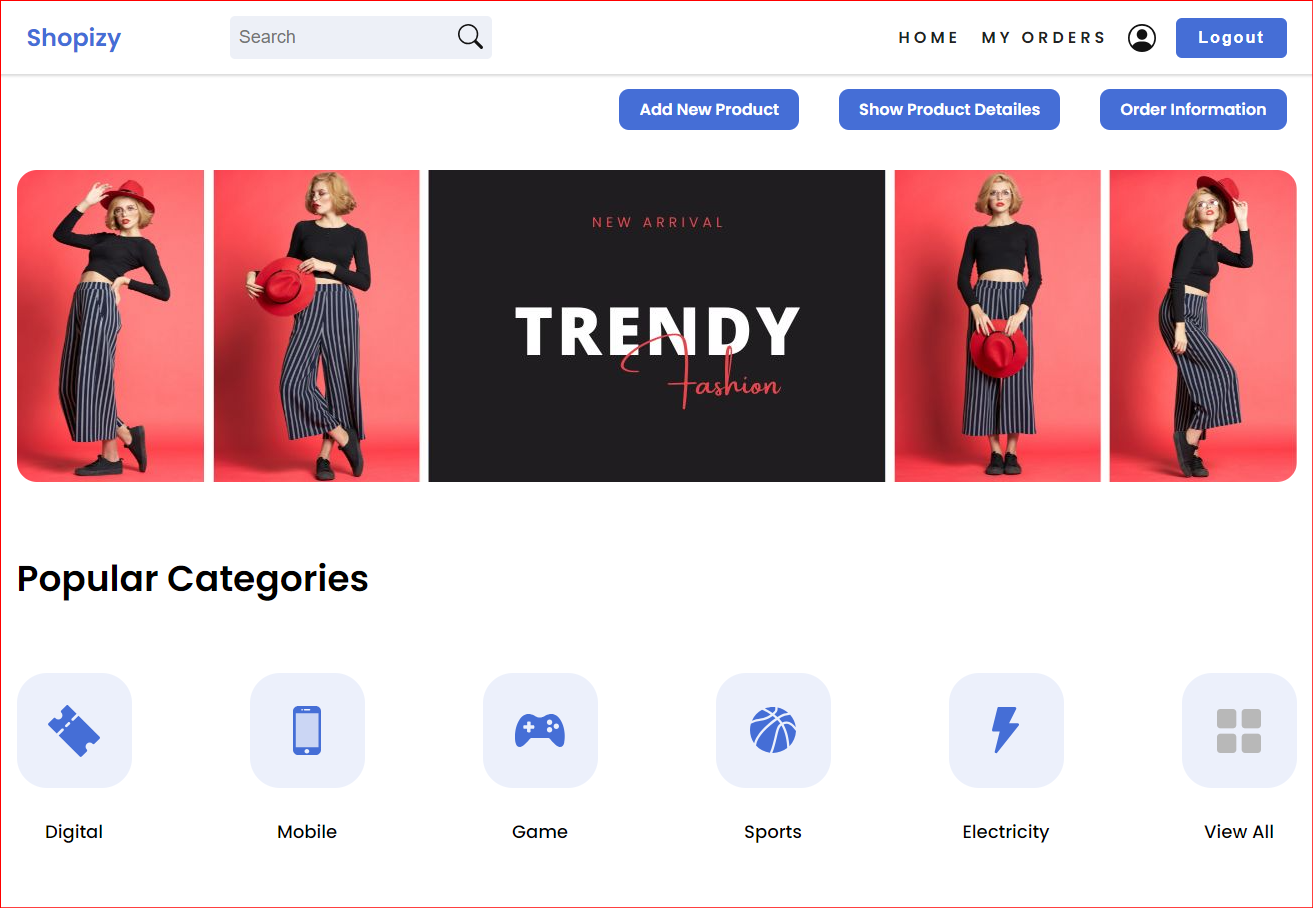 Shopizy
Search
HOME
MY ORDERS
Logout
Add New Product
Show Product Detailes
Order Information
NEW ARRIVAL
TRENDY
Fashion
Popular Categories
Digital
Mobile
Game
Sports
Electricity
View All